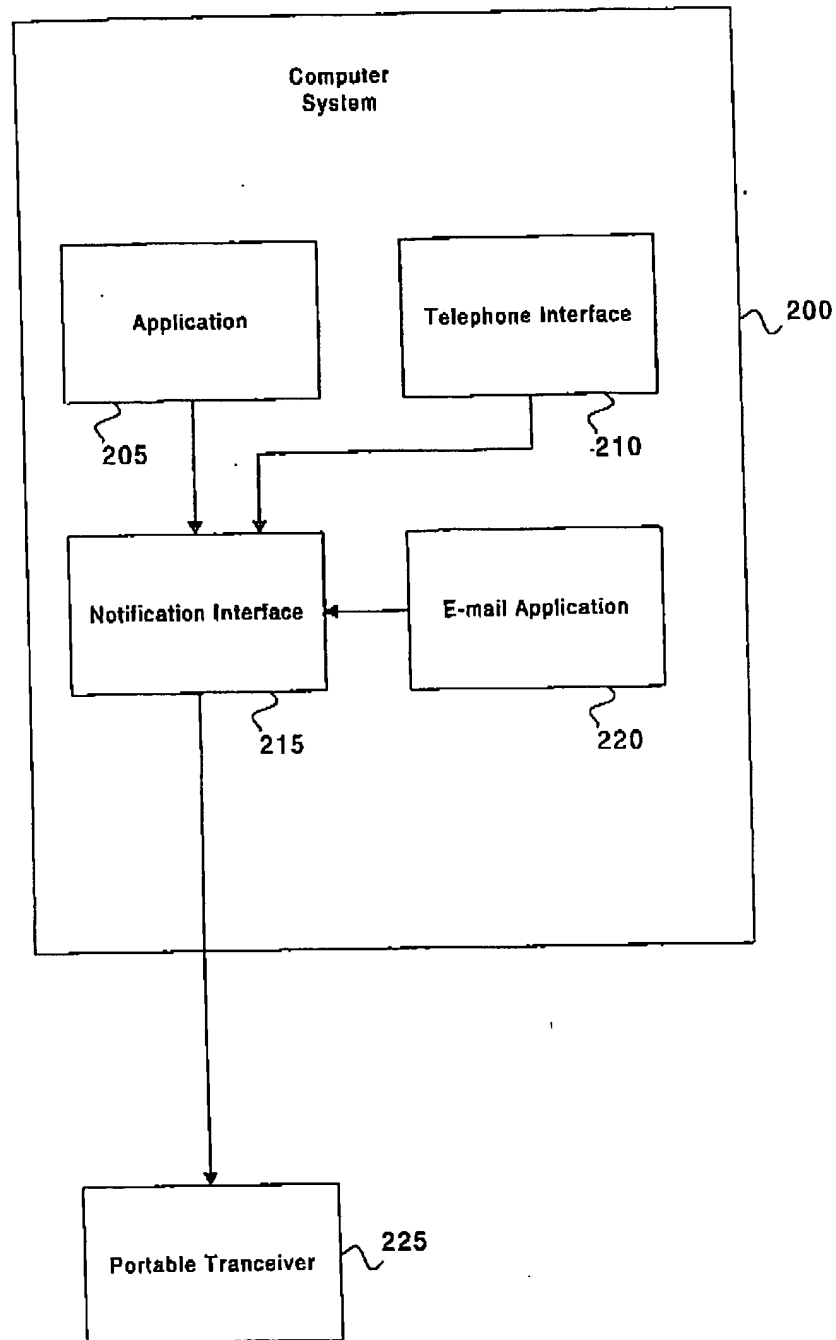 Computer
System
Application
Telephone Interface
200
205
210
Notification Interface
E-mail Application
215
220
Portable Tranceiver
225